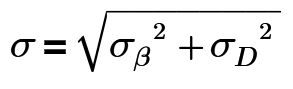 σ = √(σ_β² + σ_D²)